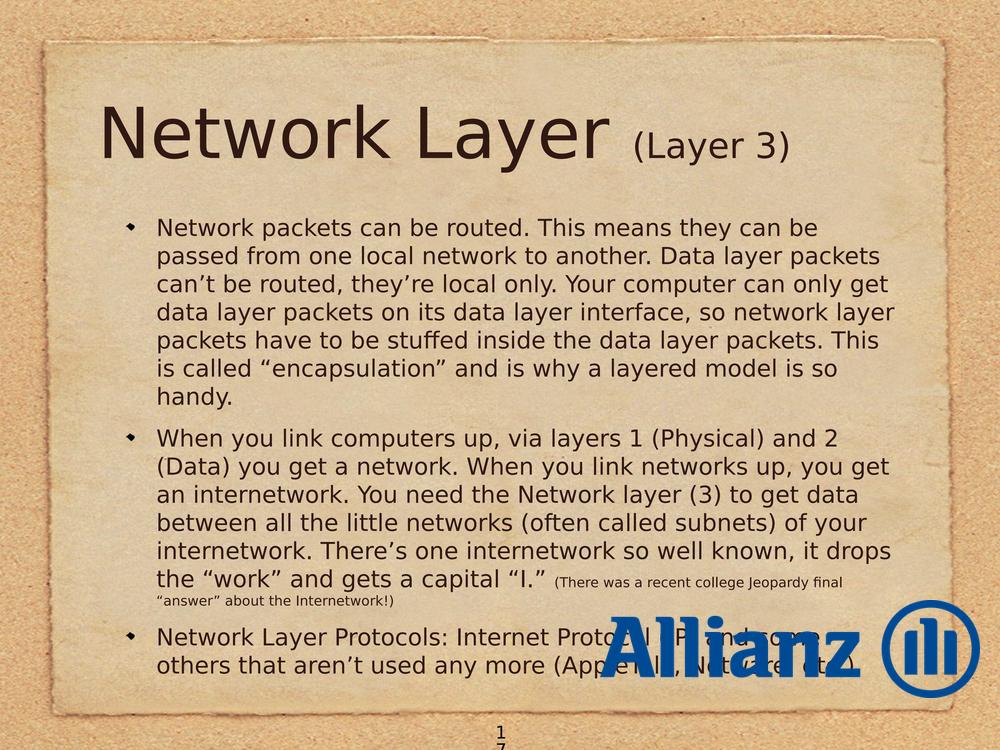 Network Layer (Layer 3)
Network packets can be routed. This means they can be
passed from one local network to another. Data layer packets
can’t be routed, they’re local only. Your computer can only get
data layer packets on its data layer interface, so network layer
packets have to be stuffed inside the data layer packets. This
is called “encapsulation” and is why a layered model is so
handy.
When you link computers up, via layers 1 (Physical) and 2
(Data) you get a network. When you link networks up, you get
an internetwork. You need the Network layer (3) to get data
between all the little networks (often called subnets) of your
internetwork. There’s one internetwork so well known, it drops
the “work” and gets a capital “I.” (There was a recent college Jeopardy final
“answer” about the Internetwork!)
Network Layer Protocols: Internet Protocol and some
others that aren’t used any more (
Allianz
1
7